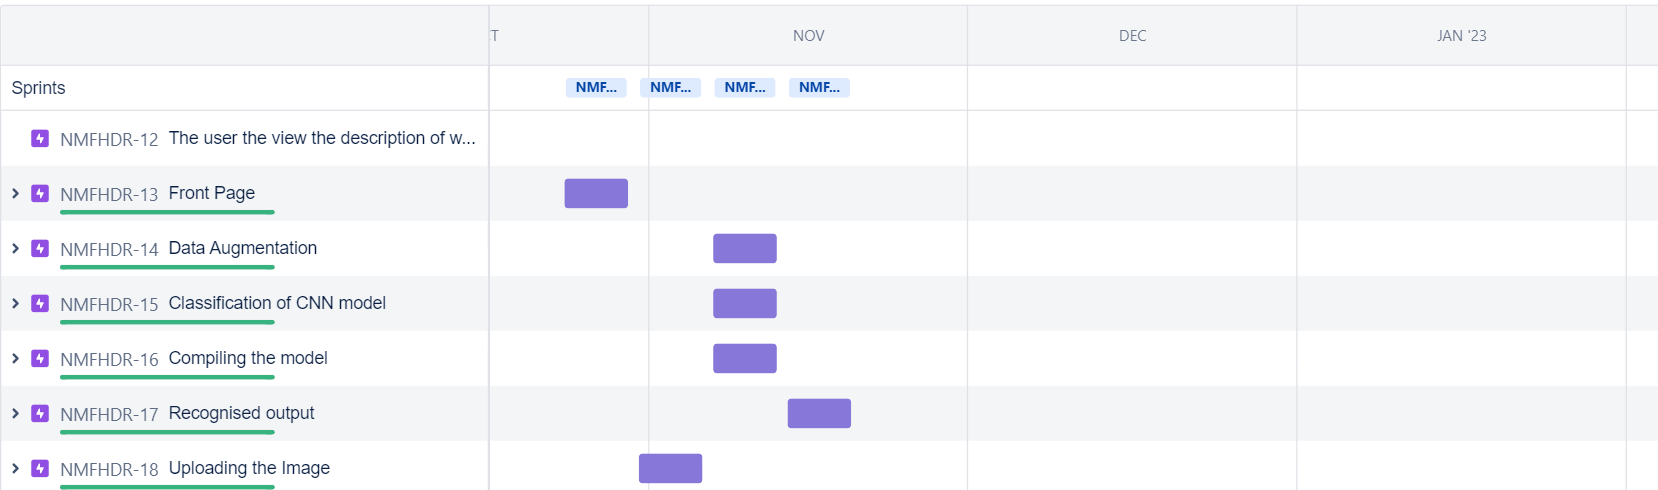 T NOV DEC JAN '23
Sprints NMF... NMF... NMF... NMF...
NMFHDR-12 The user the view the description of w...
NMFHDR-13 Front Page
NMFHDR-14 Data Augmentation
NMFHDR-15 Classification of CNN model
NMFHDR-16 Compiling the model
NMFHDR-17 Recognised output
NMFHDR-18 Uploading the Image